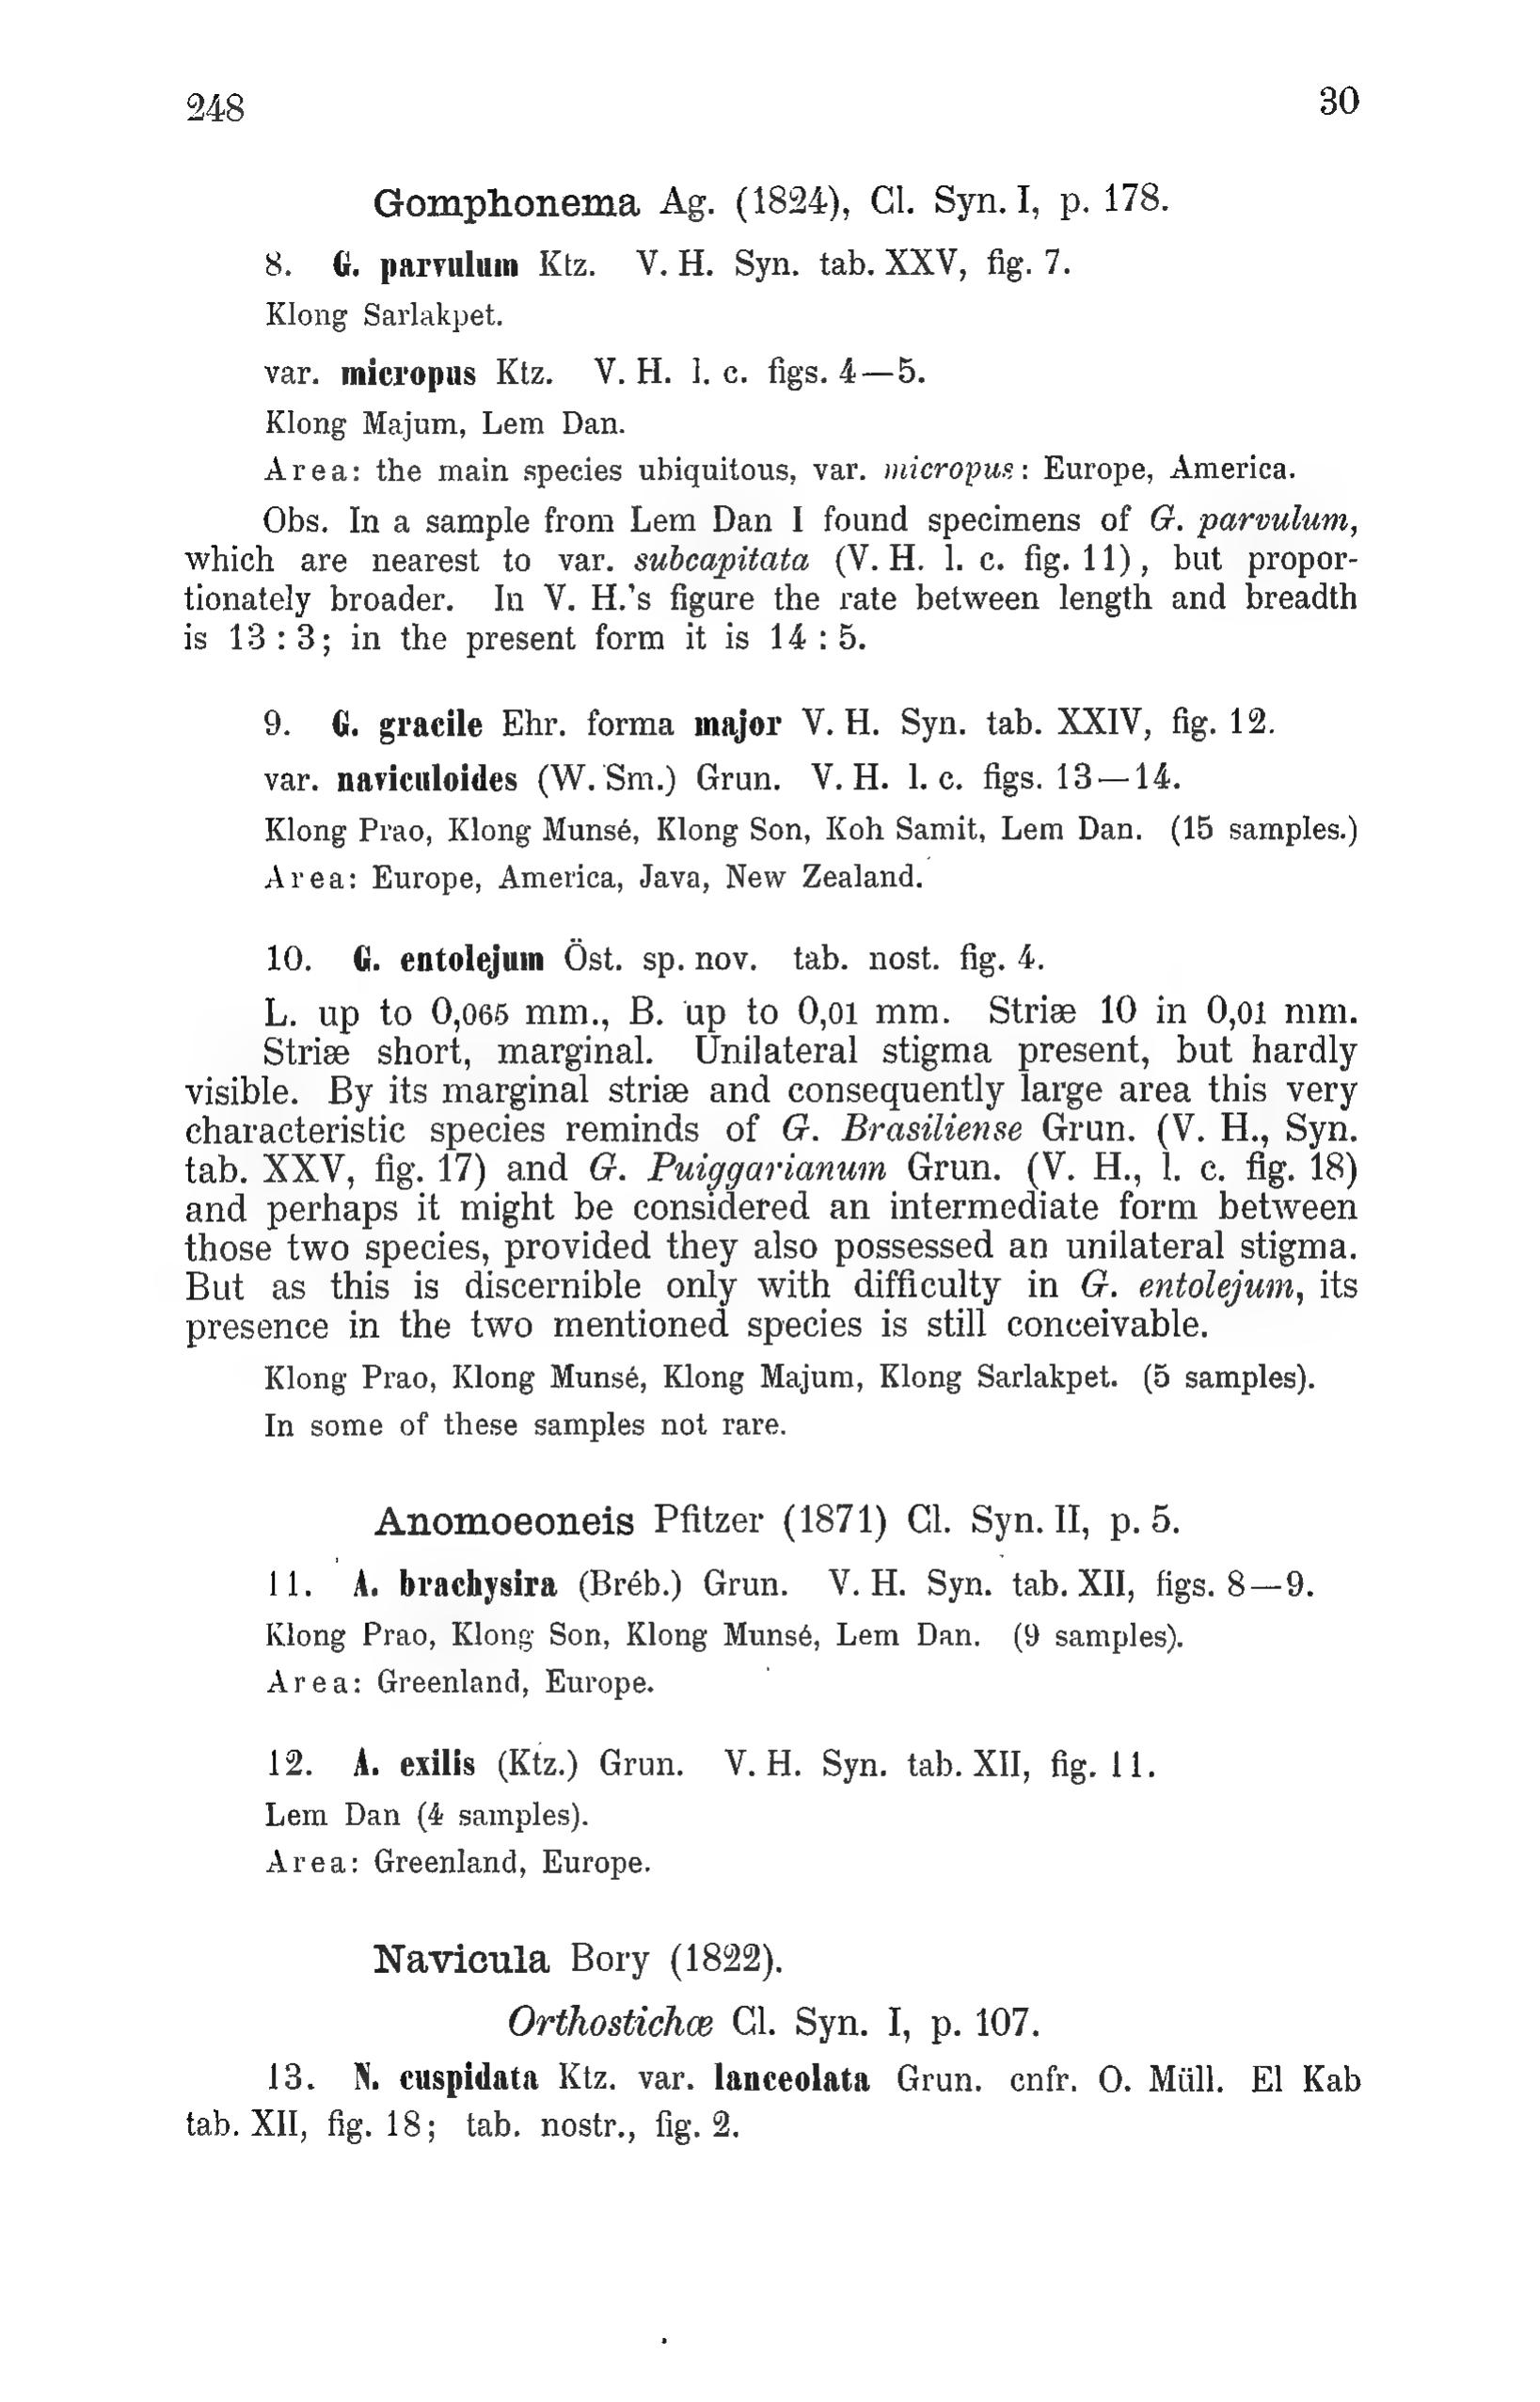 248 30
Gomphonema Ag. (1824), Cl. Syn. I, p. 178.
8. G. parvulum Ktz. V. H. Syn. tab. XXV, fig. 7.
Klong Sarlakpet.
var. micropus Ktz. V. H. l. c. figs. 4—5.
Klong Majum, Lem Dan.
Area: the main species ubiquitous, var. micropus: Europe, America.
Obs. In a sample from Lem Dan I found specimens of G. parvulum,
which are nearest to var. subcapitata (V. H. l. c. fig. 11), but propor-
tionately broader. In V. H.'s figure the rate between length and breadth
is 13 : 3; in the present form it is 14 : 5.
9. G. gracile Ehr. forma major V. H. Syn. tab. XXIV, fig. 12.
var. naviculoides (W. Sm.) Grun. V. H. l. c. figs. 13—14.
Klong Prao, Klong Munsé, Klong Son, Koh Samit, Lem Dan. (15 samples.)
Area: Europe, America, Java, New Zealand.
10. G. entolejum Öst. sp. nov. tab. nost. fig. 4.
L. up to 0,065 mm., B. up to 0,01 mm. Striæ 10 in 0,01 mm.
Striæ short, marginal. Unilateral stigma present, but hardly
visible. By its marginal striæ and consequently large area this very
characteristic species reminds of G. Brasiliense Grun. (V. H., Syn.
tab. XXV, fig. 17) and G. Puiggarianum Grun. (V. H., l. c. fig. 18)
and perhaps it might be considered an intermediate form between
those two species, provided they also possessed an unilateral stigma.
But as this is discernible only with difficulty in G. entolejum, its
presence in the two mentioned species is still conceivable.
Klong Prao, Klong Munsé, Klong Majum, Klong Sarlakpet. (5 samples).
In some of these samples not rare.
Anomoeoneis Pfitzer (1871) Cl. Syn. II, p. 5.
11. A. brachysira (Bréb.) Grun. V. H. Syn. tab. XII, figs. 8—9.
Klong Prao, Klong Son, Klong Munsé, Lem Dan. (9 samples).
Area: Greenland, Europe.
12. A. exilis (Ktz.) Grun. V. H. Syn. tab. XII, fig. 11.
Lem Dan (4 samples).
Area: Greenland, Europe.
Navicula Bory (1822).
Orthostichæ Cl. Syn. I, p. 107.
13. N. cuspidata Ktz. var. lanceolata Grun. cnfr. O. Müll. El Kab
tab. XII, fig. 18; tab. nostr., fig. 2.